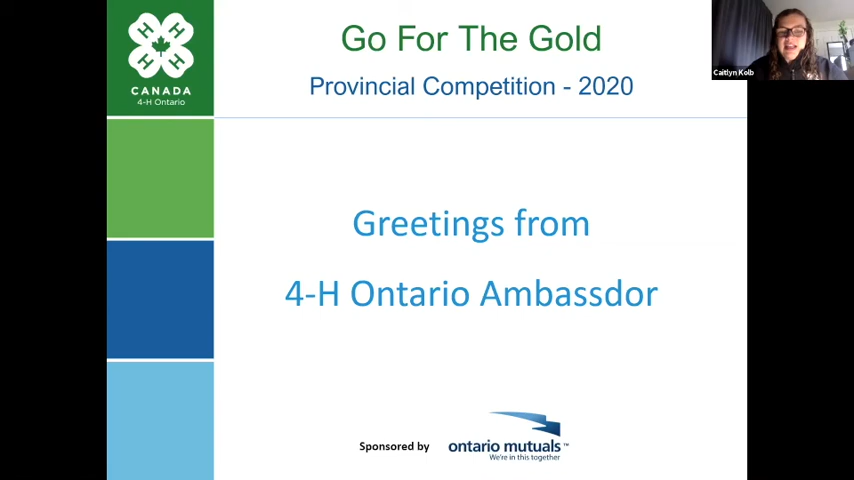 Go For The Gold
Provincial Competition - 2020
H H
H H
CANADA
4-H Ontario
Caitlyn Kolb
Greetings from
4-H Ontario Ambassdor
Sponsored by
ontario mutuals™
We're in this together